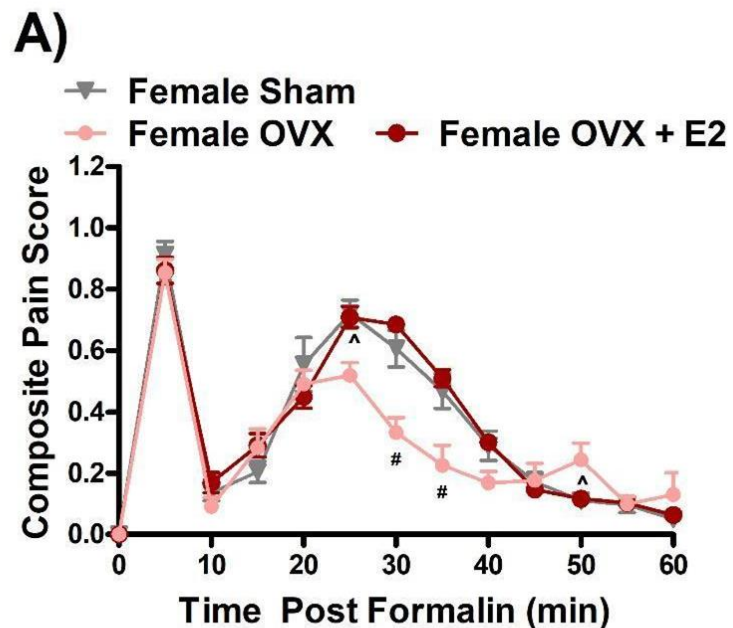 A)
Female Sham
Female OVX
Female OVX + E2
Composite Pain Score
1.2
1.0
0.8
0.6
0.4
0.2
0.0
^
#
#
^
0 10 20 30 40 50 60
Time Post Formalin (min)